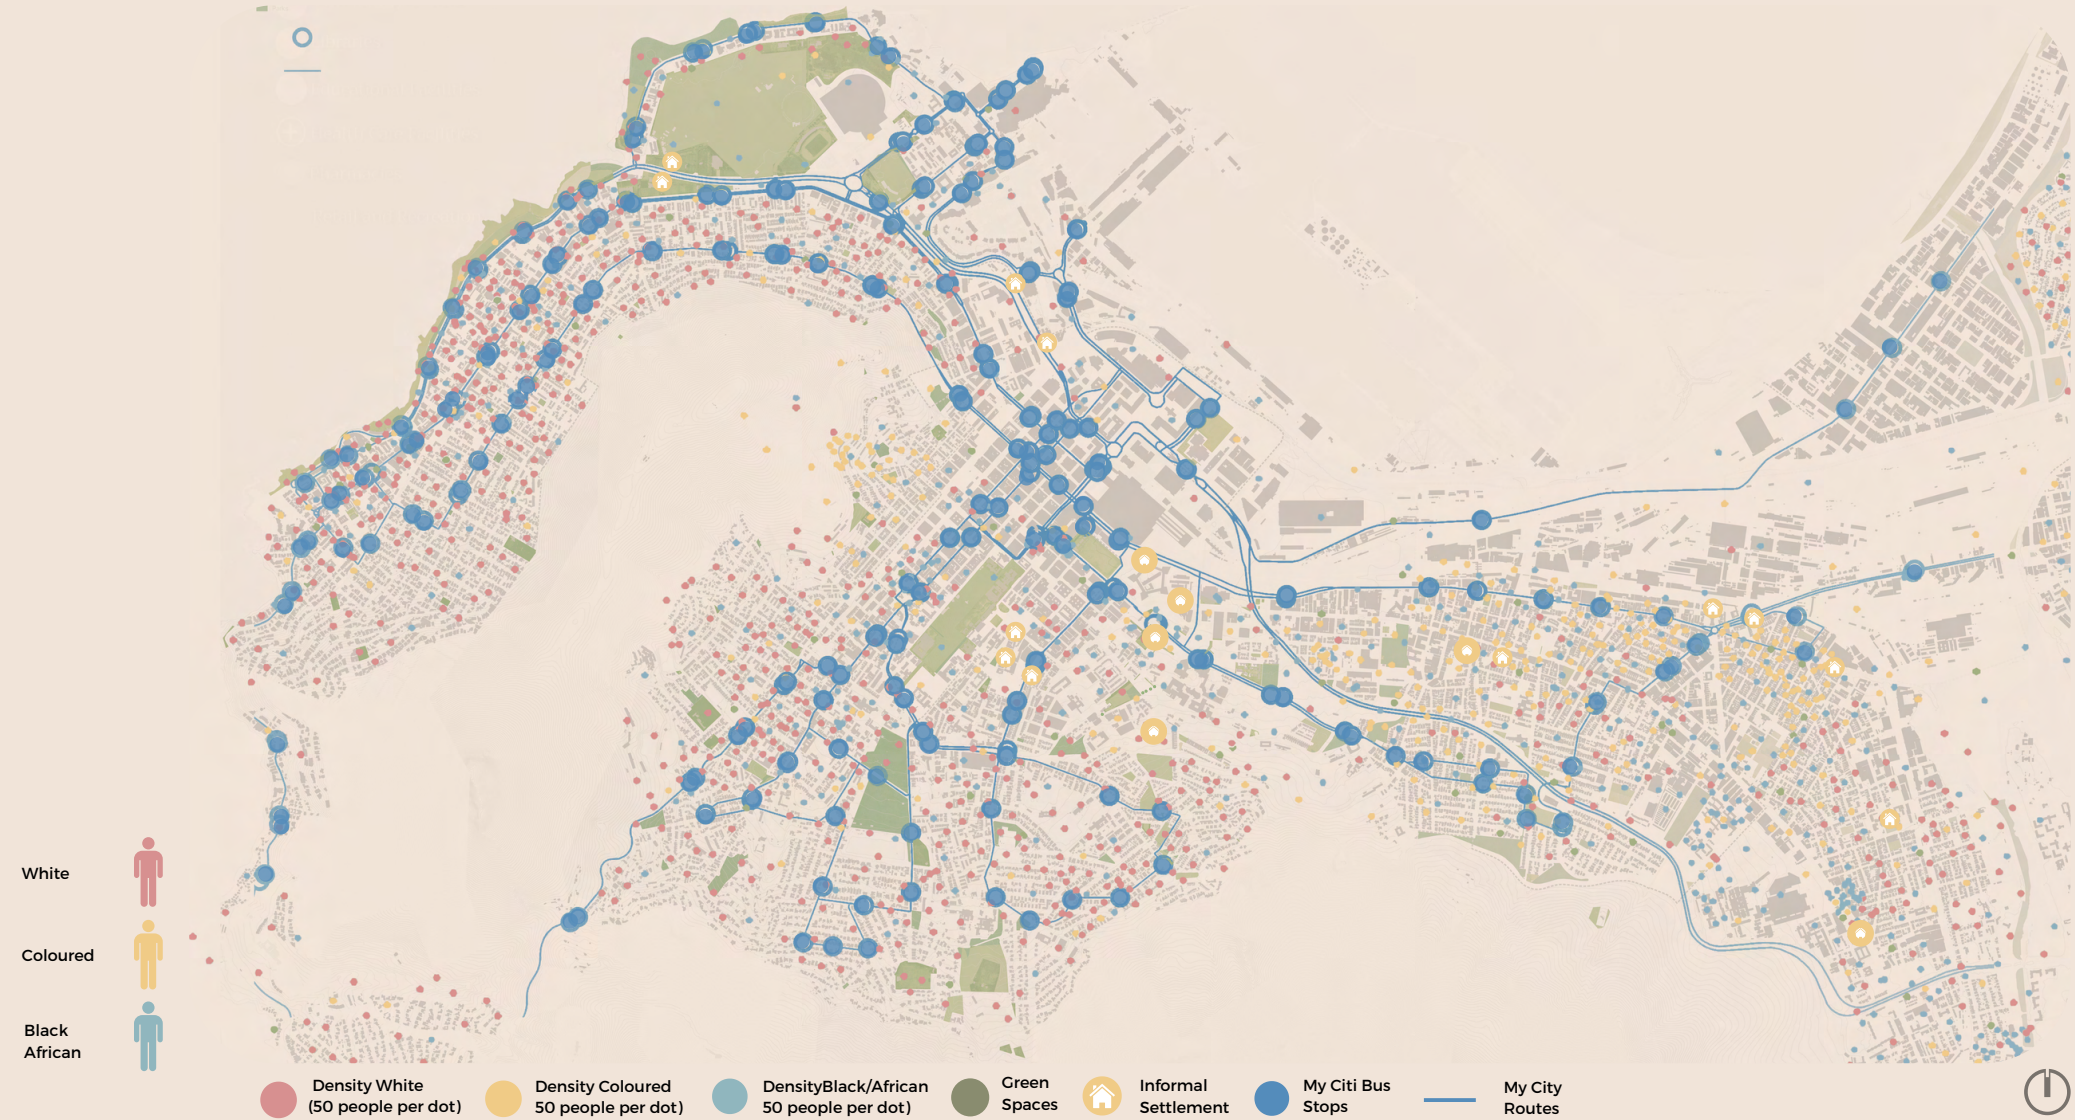 White
Coloured
Black
African
Density White
(50 people per dot)
Density Coloured
50 people per dot)
DensityBlack/African
50 people per dot)
Green
Spaces
Informal
Settlement
My Citi Bus
Stops
My City
Routes